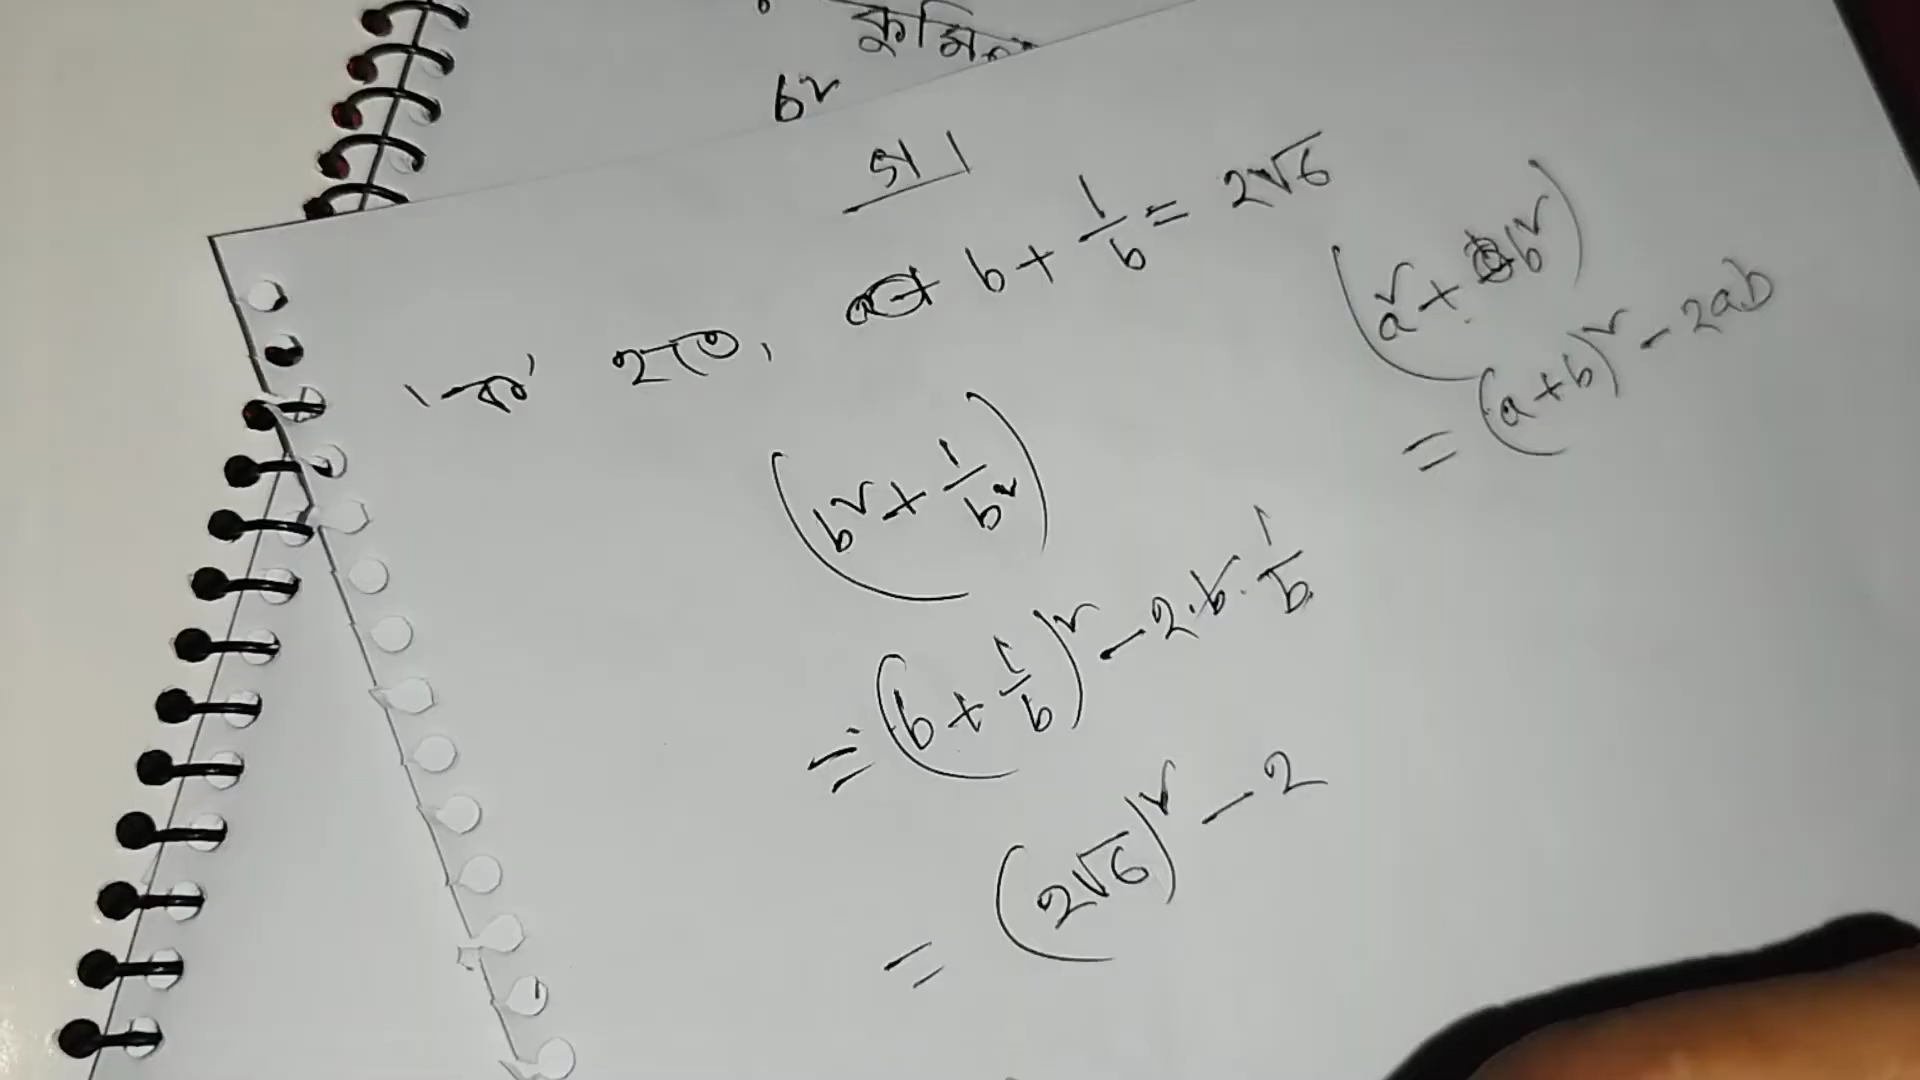 কুমি
৮২
গ।
b + 1/b = 2√6
'ক' হতে,
(a² + b²)
= (a+b)² - 2ab
(b² + 1/b²)
= (b + 1/b)² - 2.b.1/b
= (2√6)² - 2